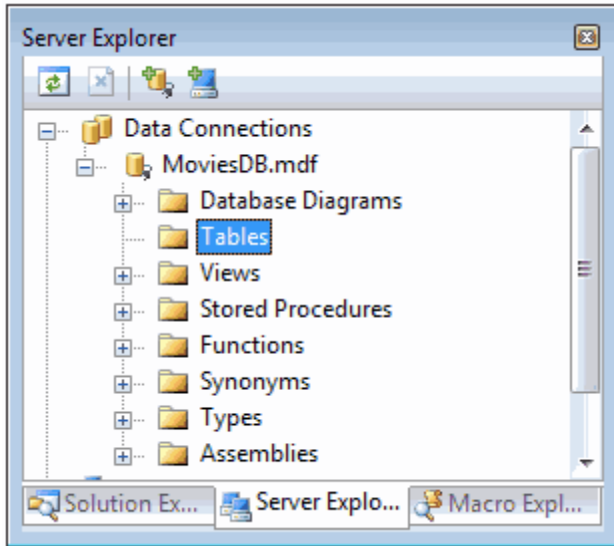 Server Explorer
Data Connections
MoviesDB.mdf
Database Diagrams
Tables
Views
Stored Procedures
Functions
Synonyms
Types
Assemblies
Solution Ex... Server Explo... Macro Expl...